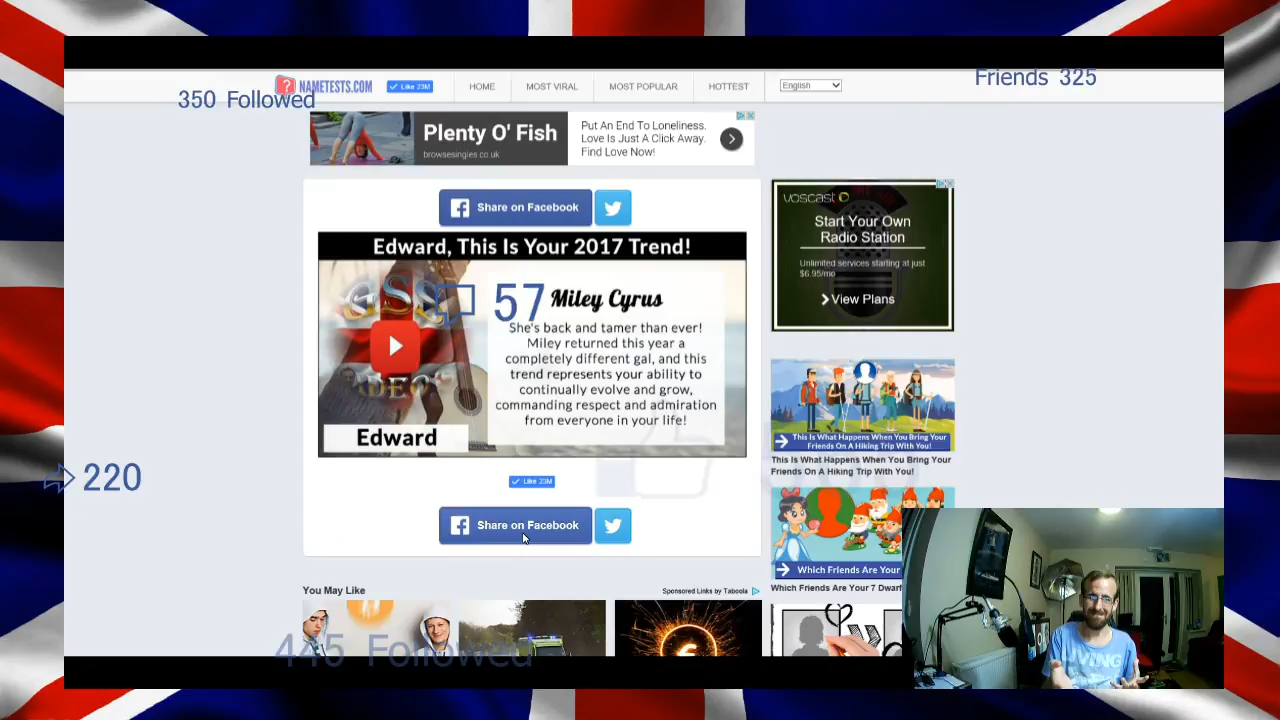 NAMETESTS.COM
Like 23M
HOME
MOST VIRAL
MOST POPULAR
HOTTEST
English
Friends 325
350 Followed
Plenty O' Fish
browsesingles.co.uk
Put An End To Loneliness.
Love Is Just A Click Away.
Find Love Now!
Share on Facebook
Edward, This Is Your 2017 Trend!
57
Miley Cyrus
She's back and tamer than ever!
Miley returned this year a
completely different gal, and this
trend represents your ability to
continually evolve and grow,
commanding respect and admiration
from everyone in your life!
Edward
voscast
Start Your Own
Radio Station
Unlimited services starting at just
$6.95/mo
View Plans
This Is What Happens When You Bring Your
Friends On A Hiking Trip With You!
This Is What Happens When You Bring Your
Friends On A Hiking Trip With You!
220
Like 23M
Share on Facebook
Which Friends Are Your
Which Friends Are Your 7 Dwarf
You May Like
Sponsored Links by Taboola
445 Followed
LIVING